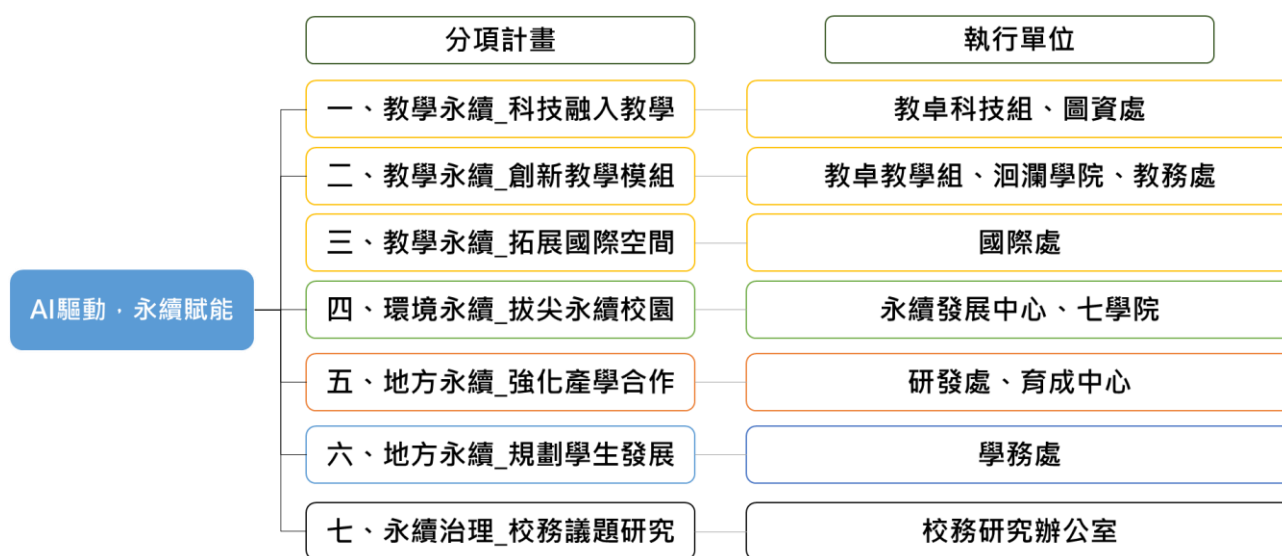 分項計畫
執行單位
一、教學永續_科技融入教學
教卓科技組、圖資處
二、教學永續_創新教學模組
教卓教學組、洄瀾學院、教務處
三、教學永續_拓展國際空間
國際處
AI驅動．永續賦能
四、環境永續_拔尖永續校園
永續發展中心、七學院
五、地方永續_強化產學合作
研發處、育成中心
六、地方永續_規劃學生發展
學務處
七、永續治理_校務議題研究
校務研究辦公室